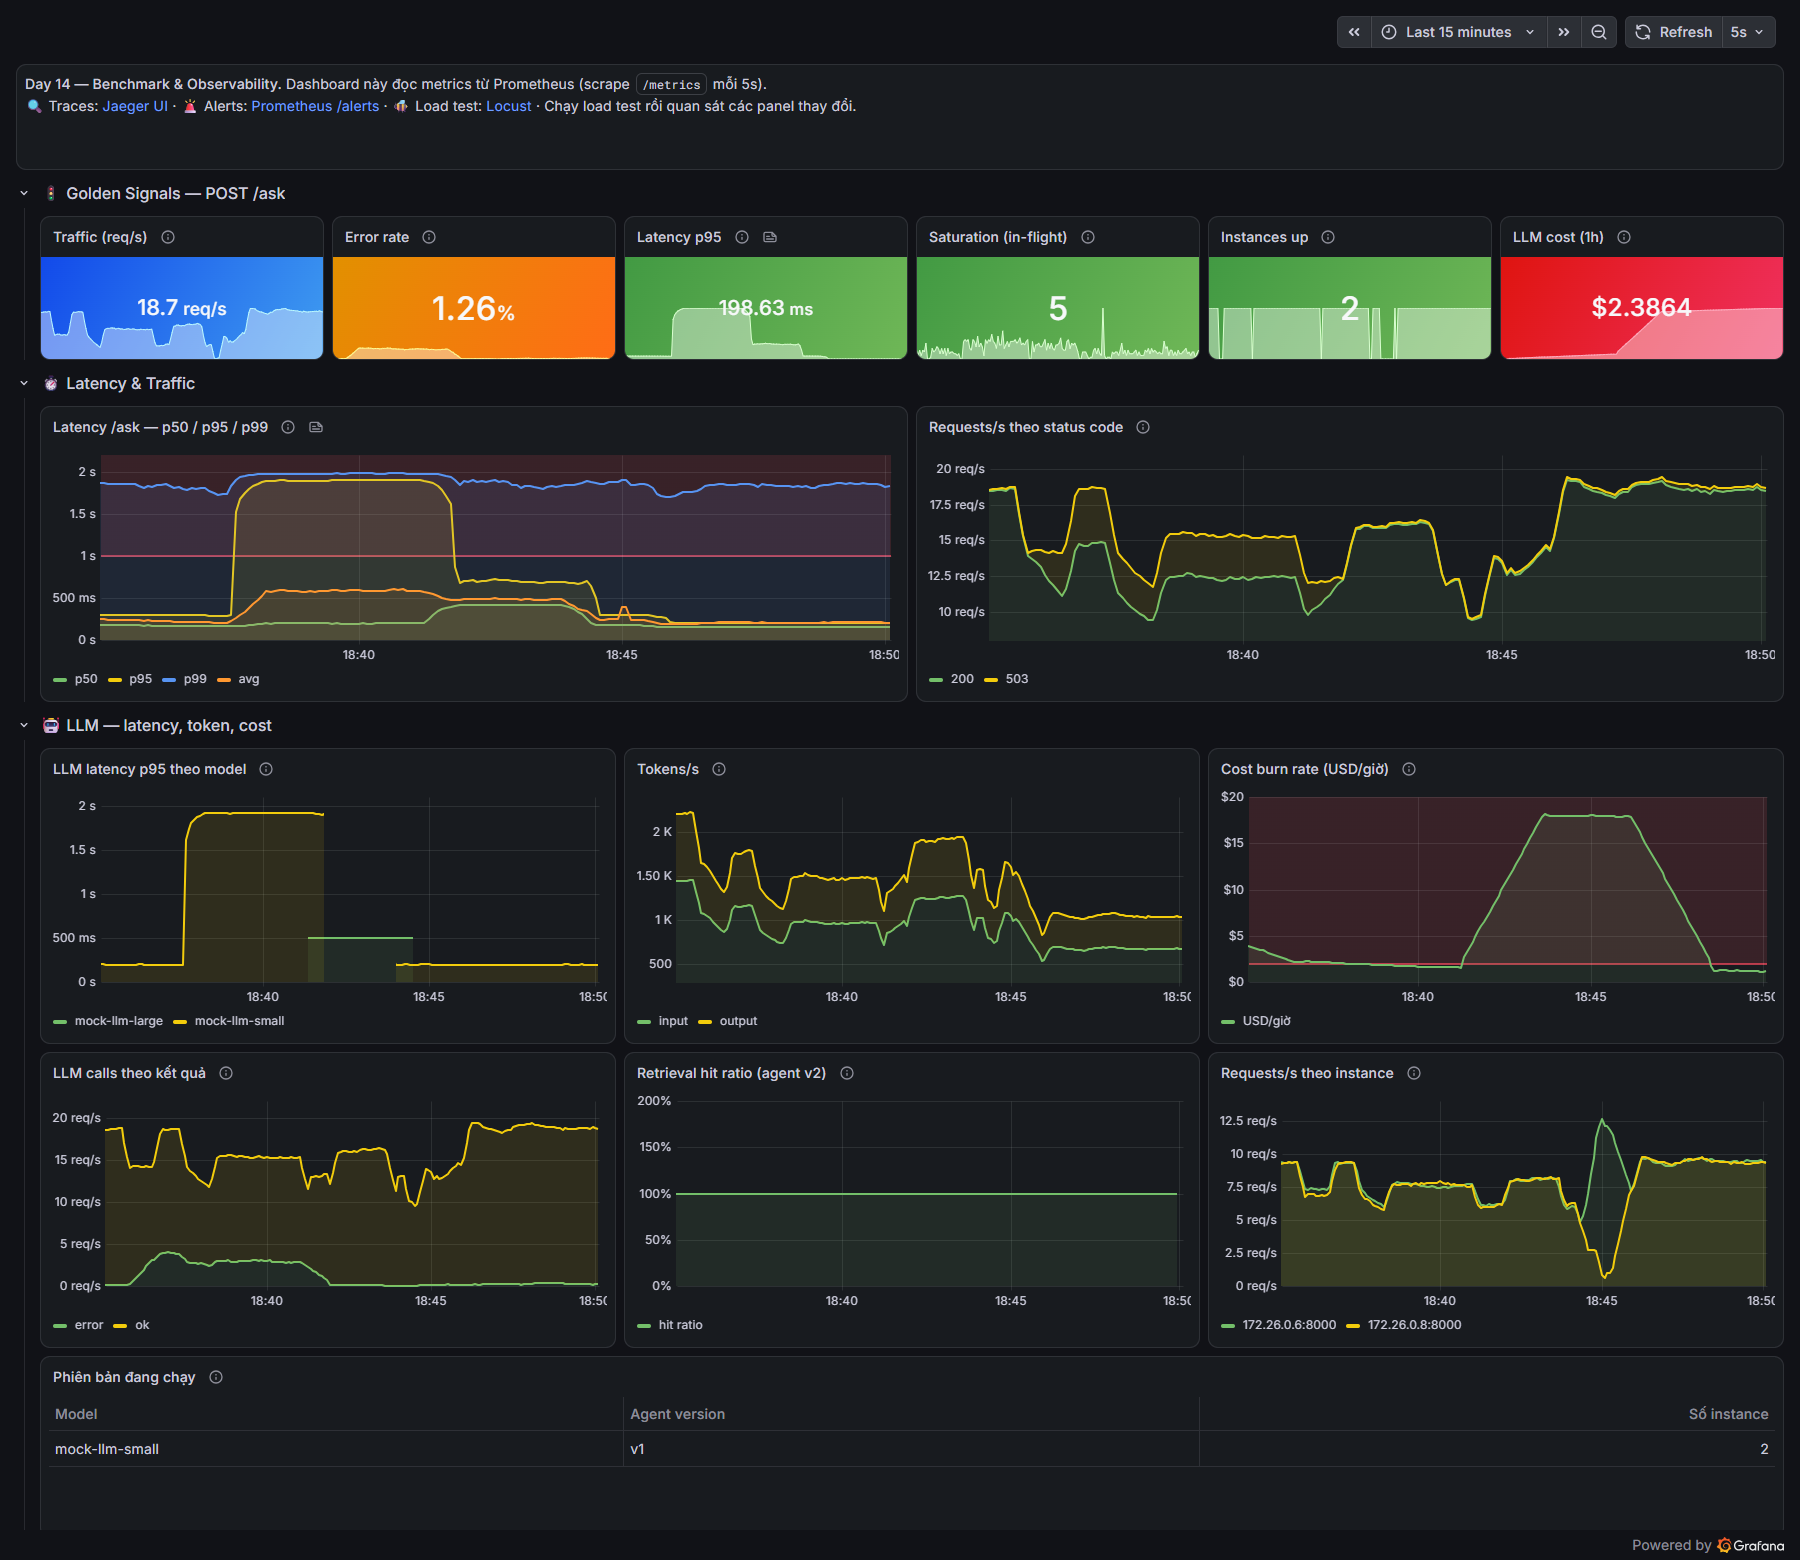 Last 15 minutes
Refresh
5s
Day 14 — Benchmark & Observability. Dashboard này đọc metrics từ Prometheus (scrape /metrics mỗi 5s).
Traces: Jaeger UI · Alerts: Prometheus /alerts · Load test: Locust · Chạy load test rồi quan sát các panel thay đổi.
Golden Signals — POST /ask
Traffic (req/s)
18.7 req/s
Error rate
1.26%
Latency p95
198.63 ms
Saturation (in-flight)
5
Instances up
2
LLM cost (1h)
$2.3864
Latency & Traffic
Latency /ask — p50 / p95 / p99
2 s
1.5 s
1 s
500 ms
0 s
18:40
18:45
18:50
p50
p95
p99
avg
Requests/s theo status code
20 req/s
17.5 req/s
15 req/s
12.5 req/s
10 req/s
18:40
18:45
18:50
200
503
LLM — latency, token, cost
LLM latency p95 theo model
2 s
1.5 s
1 s
500 ms
0 s
18:40
18:45
18:50
mock-llm-large
mock-llm-small
Tokens/s
2 K
1.50 K
1 K
500
18:40
18:45
18:50
input
output
Cost burn rate (USD/giờ)
$20
$15
$10
$5
$0
18:40
18:45
18:50
USD/giờ
LLM calls theo kết quả
20 req/s
15 req/s
10 req/s
5 req/s
0 req/s
18:40
18:45
18:50
error
ok
Retrieval hit ratio (agent v2)
200%
150%
100%
50%
0%
18:40
18:45
18:50
hit ratio
Requests/s theo instance
12.5 req/s
10 req/s
7.5 req/s
5 req/s
2.5 req/s
0 req/s
18:40
18:45
18:50
172.26.0.6:8000
172.26.0.8:8000
Phiên bản đang chạy
Model
Agent version
Số instance
mock-llm-small
v1
2
Powered by Grafana